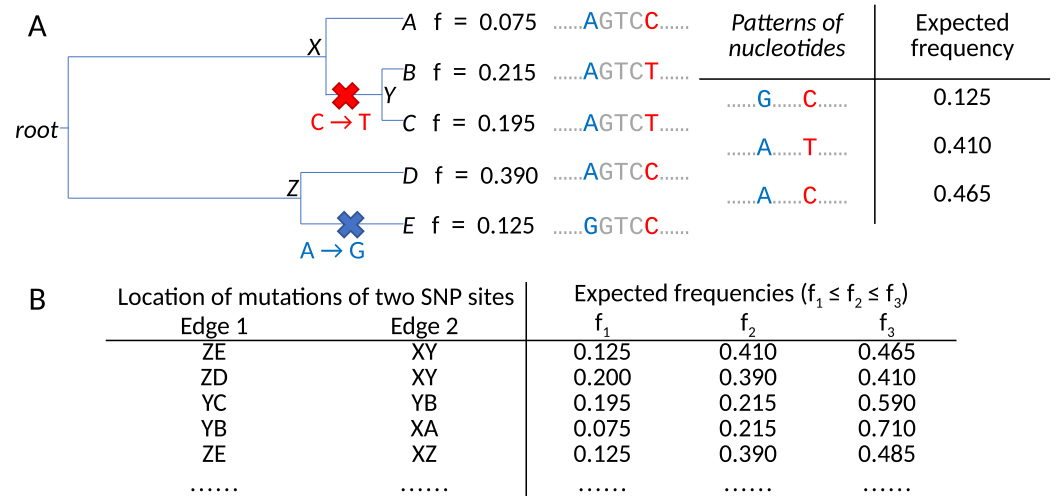 A
A f = 0.075 ......AGTCC......
X
B f = 0.215 ......AGTCT......
Y
C → T
C f = 0.195 ......AGTCT......
root
D f = 0.390 ......AGTCC......
Z
E f = 0.125 ......GGTCC......
A → G
Patterns of nucleotides Expected frequency
......G......C...... 0.125
......A......T...... 0.410
......A......C...... 0.465
B
Location of mutations of two SNP sites Expected frequencies (f1 ≤ f2 ≤ f3)
Edge 1 Edge 2 f1 f2 f3
ZE XY 0.125 0.410 0.465
ZD XY 0.200 0.390 0.410
YC YB 0.195 0.215 0.590
YB XA 0.075 0.215 0.710
ZE XZ 0.125 0.390 0.485
...... ...... ...... ...... ......